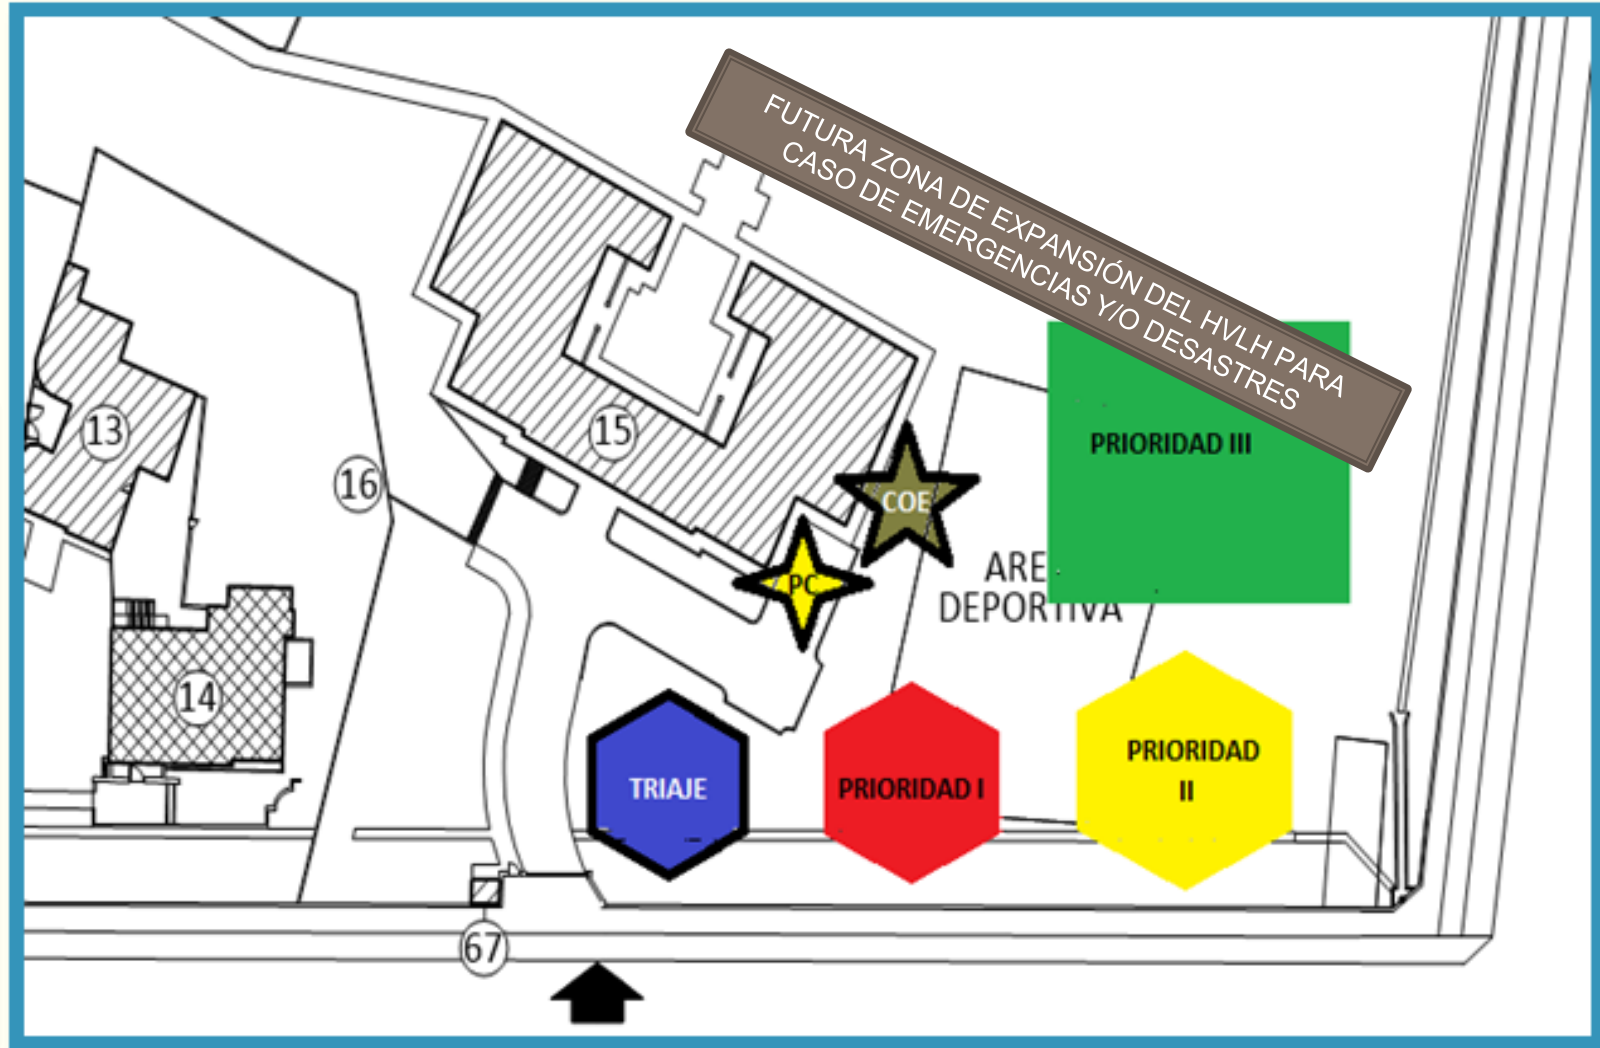 FUTURA ZONA DE EXPANSIÓN DEL HVLH PARA
CASO DE EMERGENCIAS Y/O DESASTRES
13
15
16
PRIORIDAD III
COE
PC
ARE
DEPORTIVA
14
TRIAJE
PRIORIDAD I
PRIORIDAD
II
67